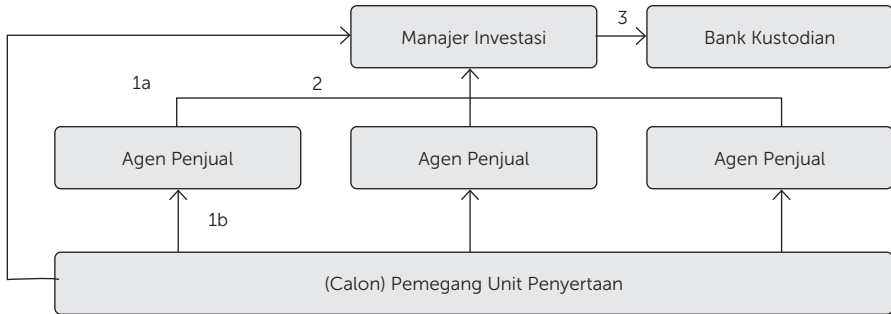 Manajer Investasi
3
Bank Kustodian
1a
2
Agen Penjual
Agen Penjual
Agen Penjual
1b
(Calon) Pemegang Unit Penyertaan